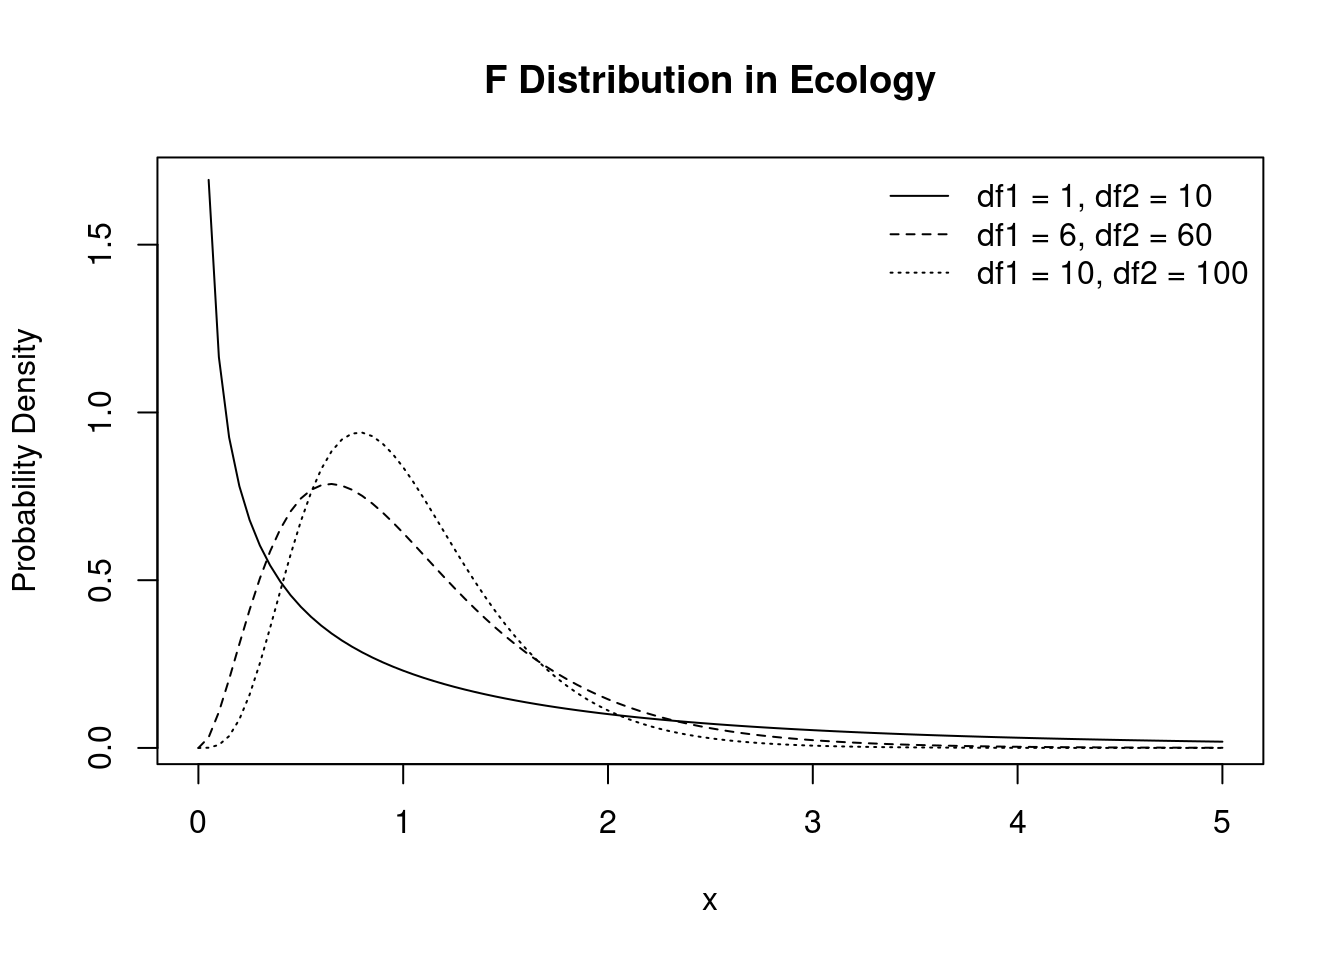 F Distribution in Ecology
df1 = 1, df2 = 10
df1 = 6, df2 = 60
df1 = 10, df2 = 100
Probability Density
1.5
1.0
0.5
0.0
0 1 2 3 4 5
x